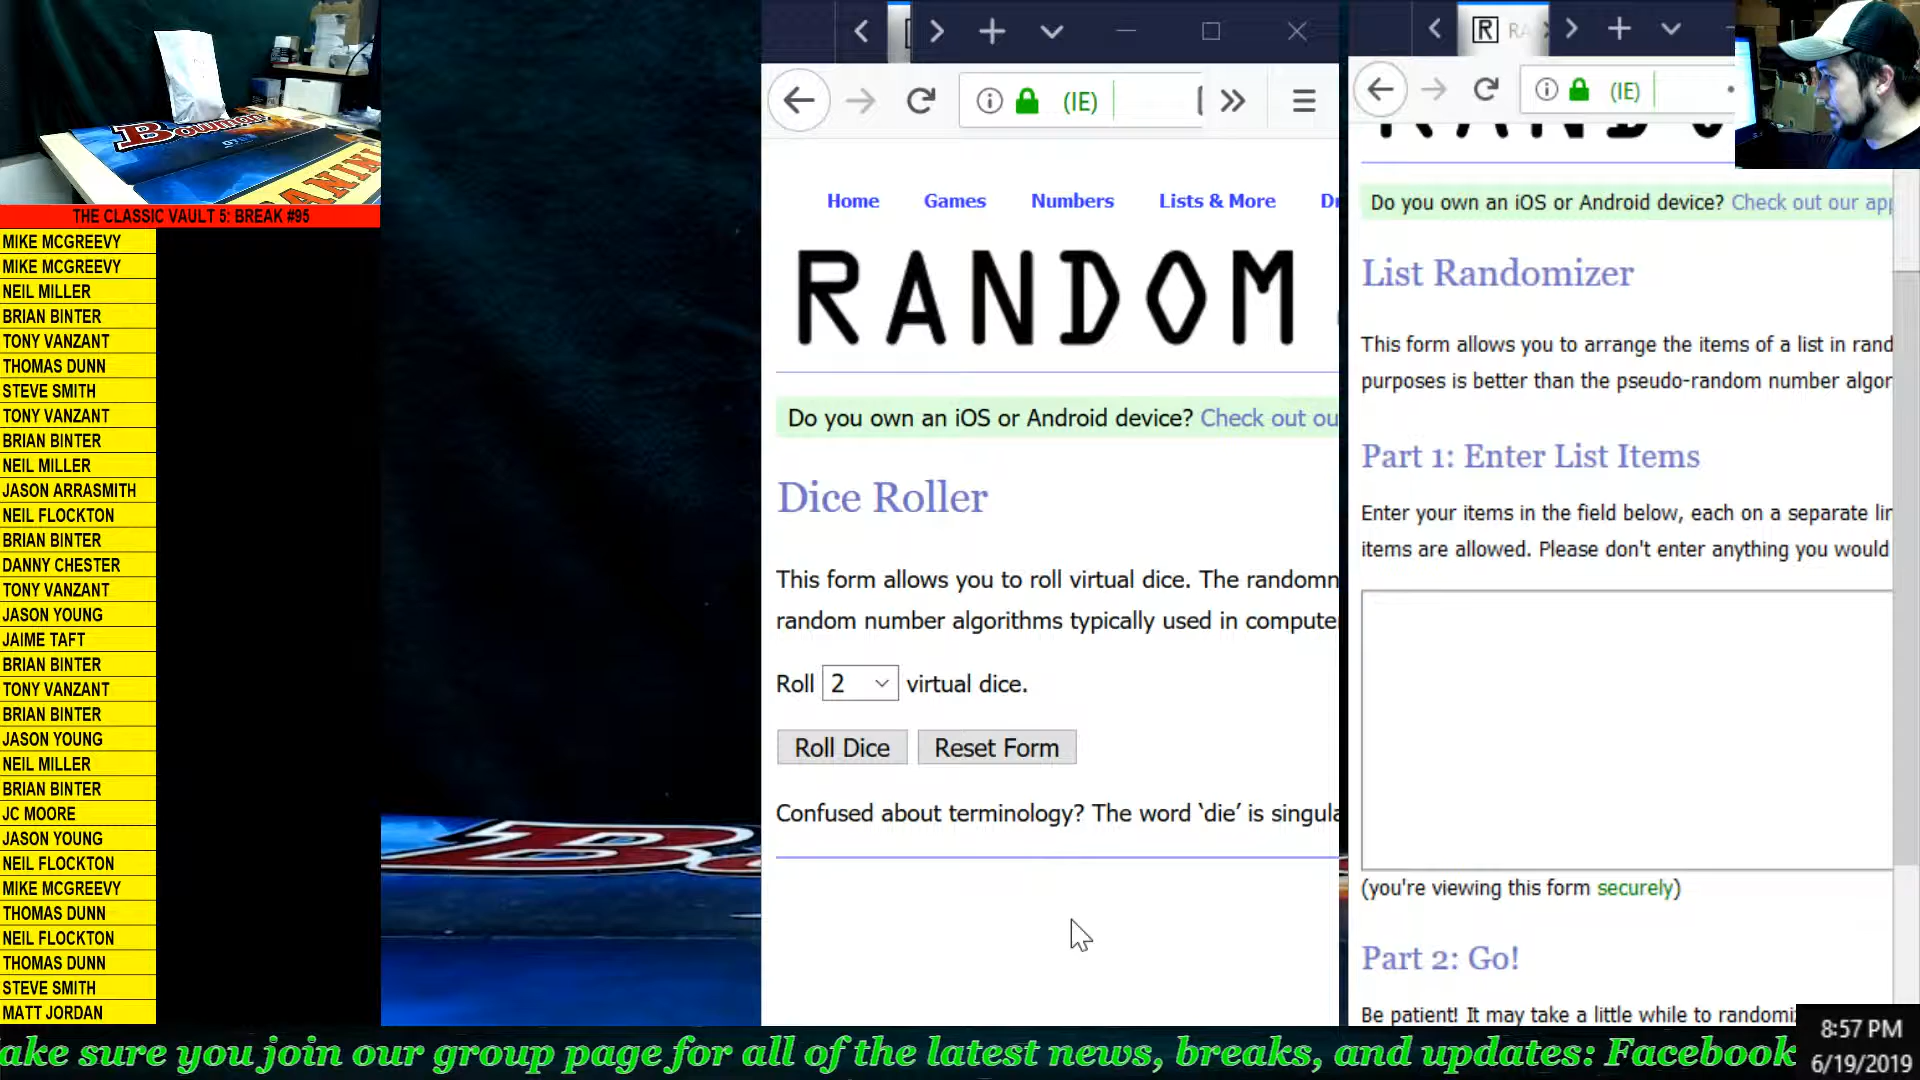 Bowman
PANINI
THE CLASSIC VAULT 5: BREAK #95
MIKE MCGREEVY
MIKE MCGREEVY
NEIL MILLER
BRIAN BINTER
TONY VANZANT
THOMAS DUNN
STEVE SMITH
TONY VANZANT
BRIAN BINTER
NEIL MILLER
JASON ARRASMITH
NEIL FLOCKTON
BRIAN BINTER
DANNY CHESTER
TONY VANZANT
JASON YOUNG
JAIME TAFT
BRIAN BINTER
TONY VANZANT
BRIAN BINTER
JASON YOUNG
NEIL MILLER
BRIAN BINTER
JC MOORE
JASON YOUNG
NEIL FLOCKTON
MIKE MCGREEVY
THOMAS DUNN
NEIL FLOCKTON
THOMAS DUNN
STEVE SMITH
MATT JORDAN
(IE)
Home Games Numbers Lists & More Dr
RANDOM
Do you own an iOS or Android device? Check out ou
Dice Roller
This form allows you to roll virtual dice. The randomn
random number algorithms typically used in compute
Roll 2 virtual dice.
Roll Dice Reset Form
Confused about terminology? The word ‘die’ is singula
R RA
(IE)
RANDO
Do you own an iOS or Android device? Check out our app
List Randomizer
This form allows you to arrange the items of a list in rand
purposes is better than the pseudo-random number algor
Part 1: Enter List Items
Enter your items in the field below, each on a separate lin
items are allowed. Please don't enter anything you would
(you're viewing this form securely)
Part 2: Go!
Be patient! It may take a little while to randomi
ake sure you join our group page for all of the latest news, breaks, and updates: Facebook
8:57 PM
6/19/2019